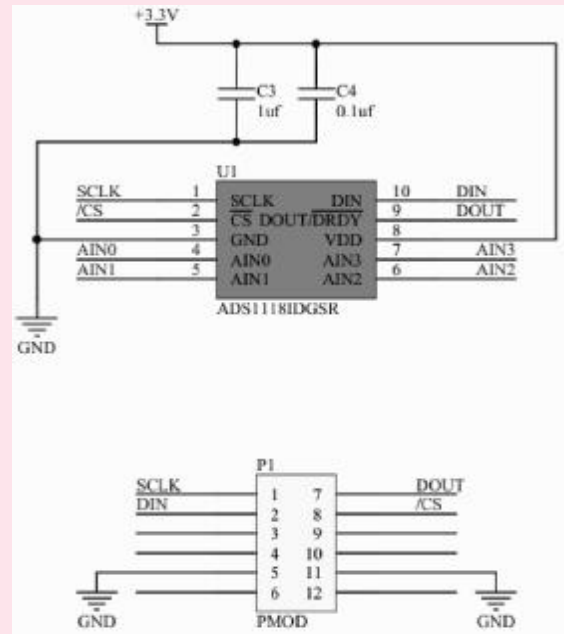 +3.3V
C3
1uf
C4
0.1uf
U1
SCLK 1 SCLK DIN 10 DIN
/CS 2 CS DOUT/DRDY 9 DOUT
3 GND VDD 8
AIN0 4 AIN0 AIN3 7 AIN3
AIN1 5 AIN1 AIN2 6 AIN2
ADS1118IDGSR
GND
P1
SCLK 1 7 DOUT
DIN 2 8 /CS
3 9
4 10
5 11
6 12
GND PMOD GND